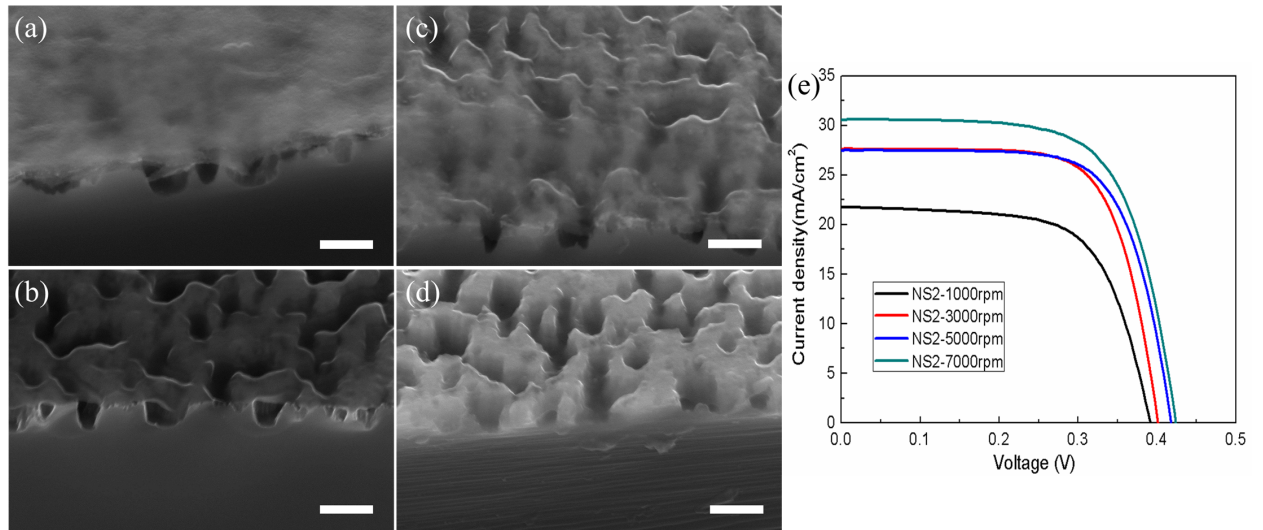 (a)
(c)
(b)
(d)
(e)
35
30
25
20
15
10
5
0
Current density(mA/cm²)
NS2-1000rpm
NS2-3000rpm
NS2-5000rpm
NS2-7000rpm
0.0 0.1 0.2 0.3 0.4 0.5
Voltage (V)